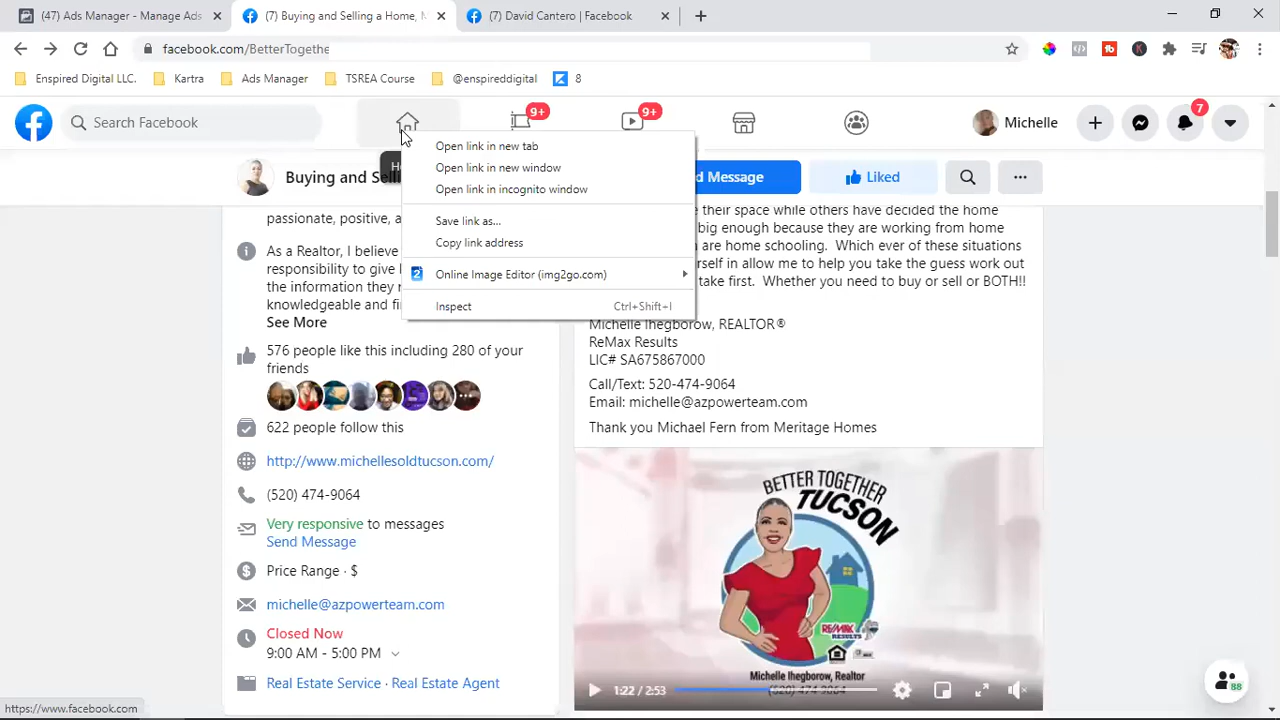 (47) Ads Manager - Manage Ads
(7) Buying and Selling a Home, M
(7) David Cantero | Facebook
facebook.com/BetterTogethe
Enspired Digital LLC.
Kartra
Ads Manager
TSREA Course
@enspireddigital
8
Search Facebook
9+
9+
Michelle
7
Buying and Selli
d Message
Liked
Open link in new tab
Open link in new window
Open link in incognito window
Save link as...
Copy link address
Online Image Editor (img2go.com)
Inspect
Ctrl+Shift+I
passionate, positive, a
As a Realtor, I believe
responsibility to give
the information they n
knowledgeable and fi
See More
576 people like this including 280 of your
friends
622 people follow this
http://www.michellesoldtucson.com/
(520) 474-9064
Very responsive to messages
Send Message
Price Range · $
michelle@azpowerteam.com
Closed Now
9:00 AM - 5:00 PM
Real Estate Service · Real Estate Agent
their space while others have decided the home
big enough because they are working from home
are home schooling. Which ever of these situations
rself in allow me to help you take the guess work out
take first. Whether you need to buy or sell or BOTH!!
Michelle Ihegborow, REALTOR®
ReMax Results
LIC# SA675867000
Call/Text: 520-474-9064
Email: michelle@azpowerteam.com
Thank you Michael Fern from Meritage Homes
BETTER TOGETHER
TUCSON
RE/MAX
RESULTS
Michelle Ihegborow, Realtor
(520) 474-9064
1:22 / 2:53
https://www.